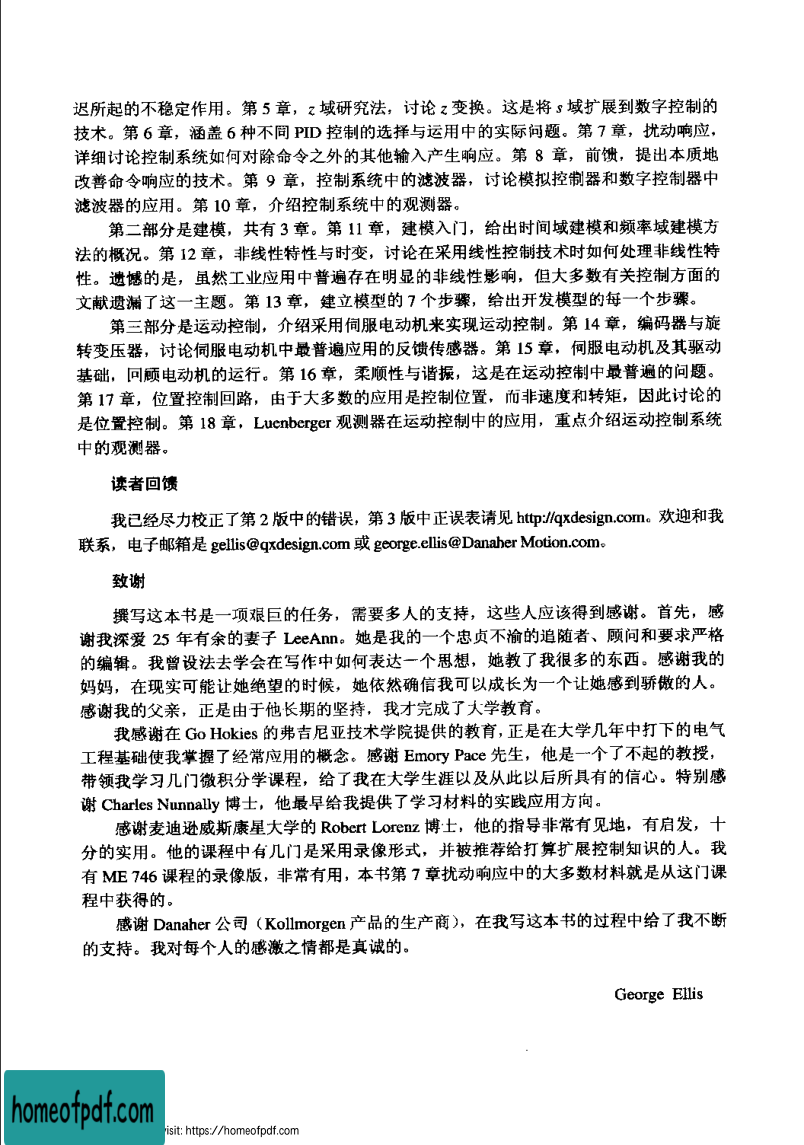 迟所起的不稳定作用。第 5 章，z 域研究法，讨论 z 变换。这是将 s 域扩展到数字控制的
技术。第 6 章，涵盖 6 种不同 PID 控制的选择与运用中的实际问题。第 7 章，扰动响应，
详细讨论控制系统如何对除命令之外的其他输入产生响应。第 8 章，前馈，提出本质地
改善命令响应的技术。第 9 章，控制系统中的滤波器，讨论模拟控制器和数字控制器中
滤波器的应用。第 10 章，介绍控制系统中的观测器。
第二部分是建模，共有 3 章。第 11 章，建模入门，给出时间域建模和频率域建模方
法的概况。第 12 章，非线性特性与时变，讨论在采用线性控制技术时如何处理非线性特
性。遗憾的是，虽然工业应用中普遍存在明显的非线性影响，但大多数有关控制方面的
文献遗漏了这一主题。第 13 章，建立模型的 7 个步骤，给出开发模型的每一个步骤。
第三部分是运动控制，介绍采用伺服电动机来实现运动控制。第 14 章，编码器与旋
转变压器，讨论伺服电动机中最普遍应用的反馈传感器。第 15 章，伺服电动机及其驱动
基础，回顾电动机的运行。第 16 章，柔顺性与谐振，这是在运动控制中最普遍的问题。
第 17 章，位置控制回路，由于大多数的应用是控制位置，而非速度和转矩，因此讨论的
是位置控制。第 18 章，Luenberger 观测器在运动控制中的应用，重点介绍运动控制系统
中的观测器。
读者回馈
我已经尽力校正了第 2 版中的错误，第 3 版中正误表请见 http://qxdesign.com。欢迎和我
联系，电子邮箱是 gellis@qxdesign.com 或 george.ellis@Danaher Motion.com。
致谢
撰写这本书是一项艰巨的任务，需要多人的支持，这些人应该得到感谢。首先，感
谢我深爱 25 年有余的妻子 LeeAnn。她是我的一个忠贞不渝的追随者、顾问和要求严格
的编辑。我曾设法去学会在写作中如何表达一个思想，她教了我很多的东西。感谢我的
妈妈，在现实可能让她绝望的时候，她依然确信我可以成长为一个让她感到骄傲的人。
感谢我的父亲，正是由于他长期的坚持，我才完成了大学教育。
我感谢在 Go Hokies 的弗吉尼亚技术学院提供的教育，正是在大学几年中打下的电气
工程基础使我掌握了经常应用的概念。感谢 Emory Pace 先生，他是一个了不起的教授，
带领我学习几门微积分学课程，给了我在大学生涯以及从此以后所具有的信心。特别感
谢 Charles Nunnally 博士，他最早给我提供了学习材料的实践应用方向。
感谢麦迪逊威斯康星大学的 Robert Lorenz 博士，他的指导非常有见地，有启发，十
分的实用。他的课程中有几门是采用录像形式，并被推荐给打算扩展控制知识的人。我
有 ME 746 课程的录像版，非常有用，本书第 7 章扰动响应中的大多数材料就是从这门课
程中获得的。
感谢 Danaher 公司（Kollmorgen 产品的生产商），在我写这本书的过程中给了我不断
的支持。我对每个人的感激之情都是真诚的。
George Ellis
homeofpdf.com
visit: https://homeofpdf.com